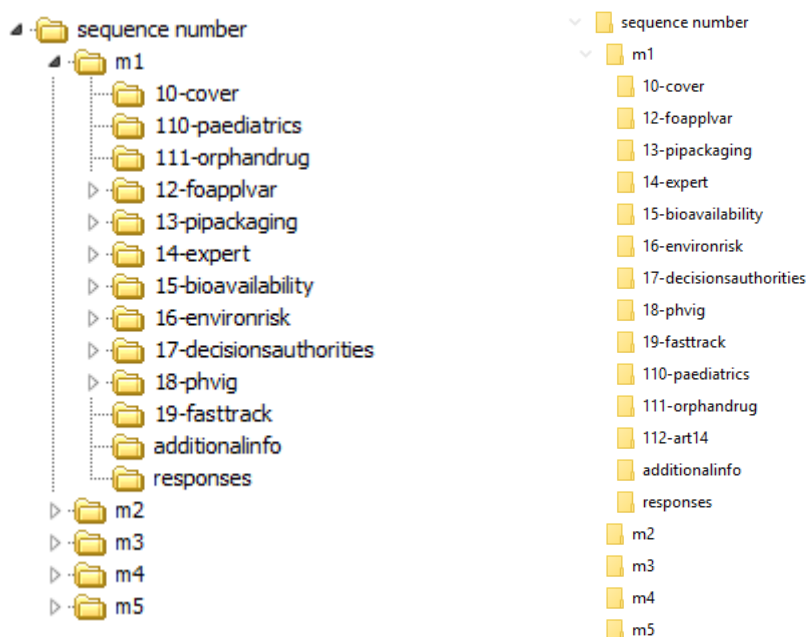 sequence number
m1
10-cover
110-paediatrics
111-orphandrug
12-foapplvar
13-pipackaging
14-expert
15-bioavailability
16-environrisk
17-decisionsauthorities
18-phvig
19-fasttrack
additionalinfo
responses
m2
m3
m4
m5
sequence number
m1
10-cover
12-foapplvar
13-pipackaging
14-expert
15-bioavailability
16-environrisk
17-decisionsauthorities
18-phvig
19-fasttrack
110-paediatrics
111-orphandrug
112-art14
additionalinfo
responses
m2
m3
m4
m5